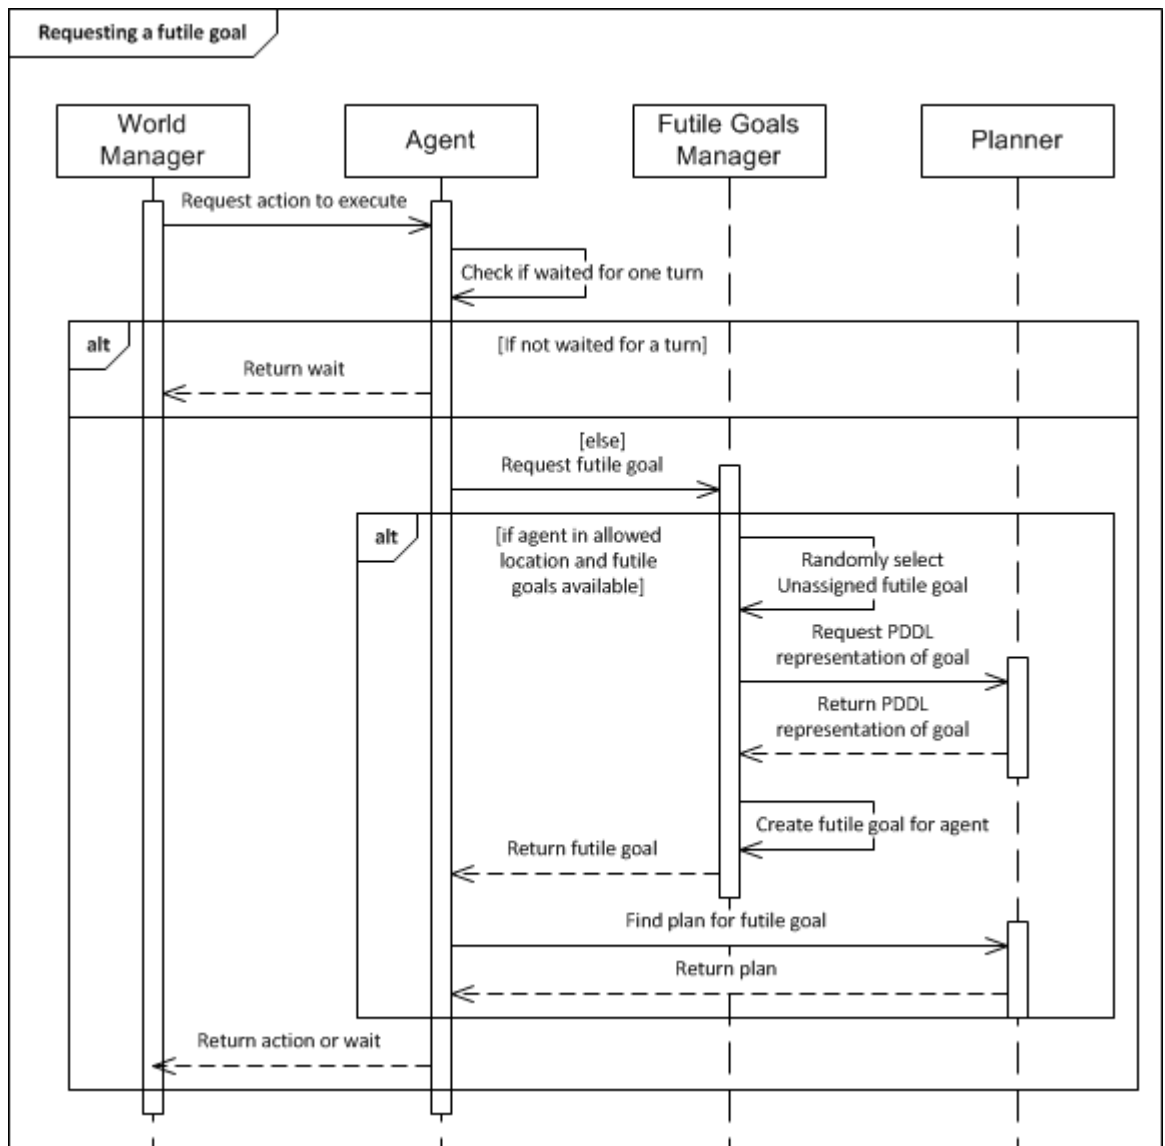 Requesting a futile goal
World
Manager
Agent
Futile Goals
Manager
Planner
Request action to execute
Check if waited for one turn
alt
[If not waited for a turn]
Return wait
[else]
Request futile goal
alt
[if agent in allowed
location and futile
goals available]
Randomly select
Unassigned futile goal
Request PDDL
representation of goal
Return PDDL
representation of goal
Create futile goal for agent
Return futile goal
Find plan for futile goal
Return plan
Return action or wait